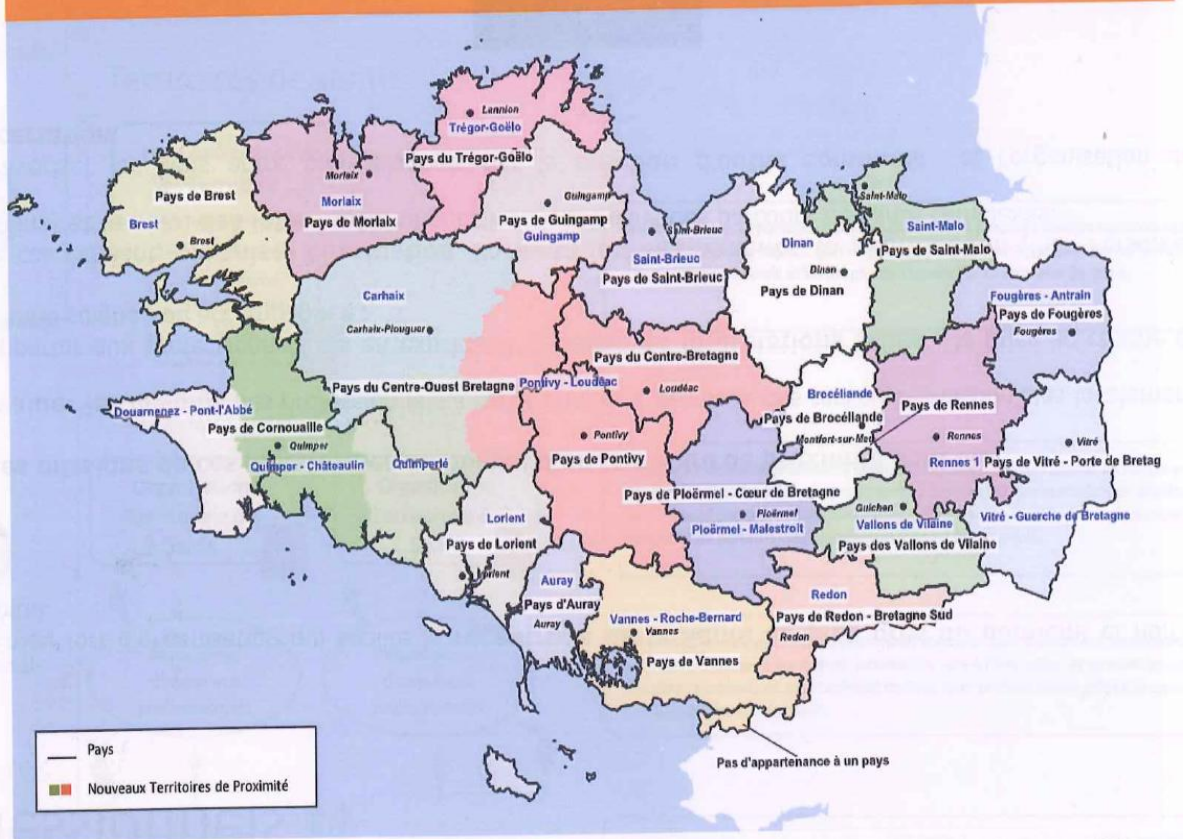 Lannion
Trégor-Goëlo
Pays du Trégor-Goëlo
Morlaix
Morlaix
Pays de Morlaix
Pays de Brest
Brest
Brest
Guingamp
Pays de Guingamp
Guingamp
Saint-Brieuc
Saint-Brieuc
Pays de Saint-Brieuc
Dinan
Dinan
Pays de Dinan
Saint-Malo
Saint-Malo
Pays de Saint-Malo
Fougères - Antrain
Pays de Fougères
Fougères
Carhaix
Carhaix-Plouguer
Pays du Centre-Ouest Bretagne
Pays du Centre-Bretagne
Pontivy - Loudéac
Loudéac
Brocéliande
Pays de Brocéliande
Montfort-sur-Meu
Pays de Rennes
Rennes
Rennes 1
Vitré
Pays de Vitré - Porte de Bretag
Vitré - Guerche de Bretagne
Douarnenez - Pont-l'Abbé
Pays de Cornouaille
Quimper
Quimper - Châteaulin
Quimperlé
Pontivy
Pays de Pontivy
Pays de Ploërmel - Cœur de Bretagne
Ploërmel
Ploërmel - Malestroit
Guichen
Vallons de Vilaine
Pays des Vallons de Vilaine
Lorient
Pays de Lorient
Lorient
Auray
Pays d'Auray
Auray
Vannes - Roche-Bernard
Vannes
Pays de Vannes
Redon
Pays de Redon - Bretagne Sud
Redon
Pas d'appartenance à un pays
Pays
Nouveaux Territoires de Proximité